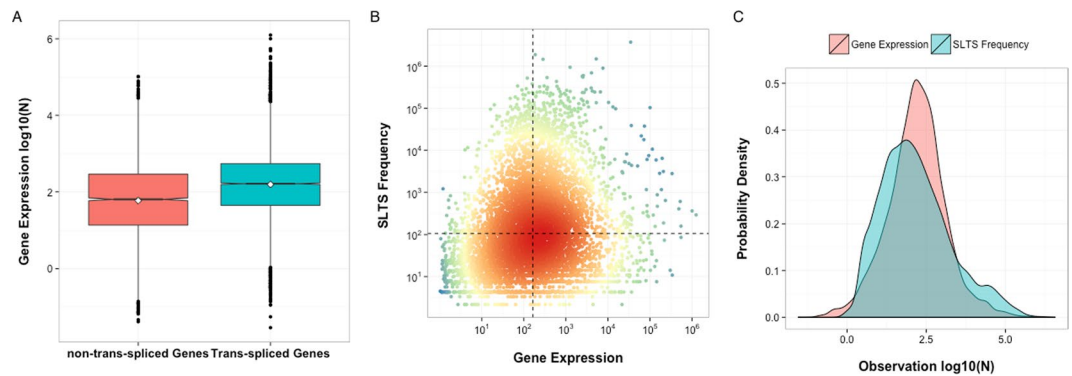 A
Gene Expression log10(N)
6
4
2
0
non-trans-spliced Genes Trans-spliced Genes
B
SLTS Frequency
10^6
10^5
10^4
10^3
10^2
10^1
10^1 10^2 10^3 10^4 10^5 10^6
Gene Expression
C
Gene Expression SLTS Frequency
Probability Density
0.5
0.4
0.3
0.2
0.1
0.0
0.0 2.5 5.0
Observation log10(N)